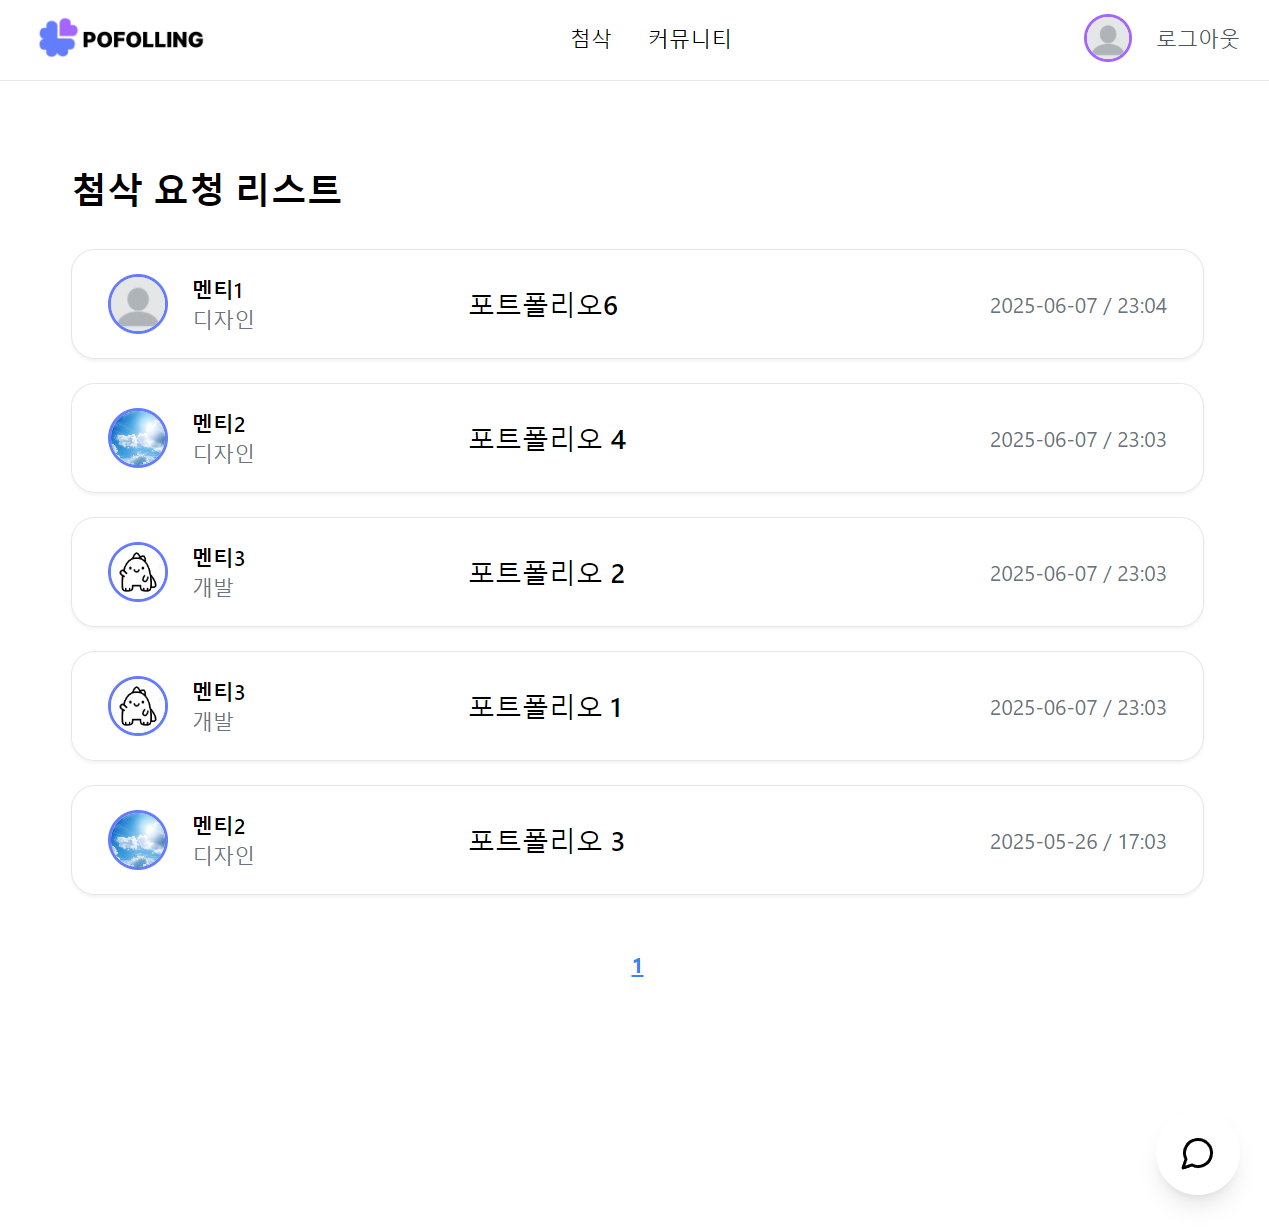 POFOLLING 첨삭 커뮤니티 로그아웃
첨삭 요청 리스트
멘티1
디자인
포트폴리오6
2025-06-07 / 23:04
멘티2
디자인
포트폴리오 4
2025-06-07 / 23:03
멘티3
개발
포트폴리오 2
2025-06-07 / 23:03
멘티3
개발
포트폴리오 1
2025-06-07 / 23:03
멘티2
디자인
포트폴리오 3
2025-05-26 / 17:03
1